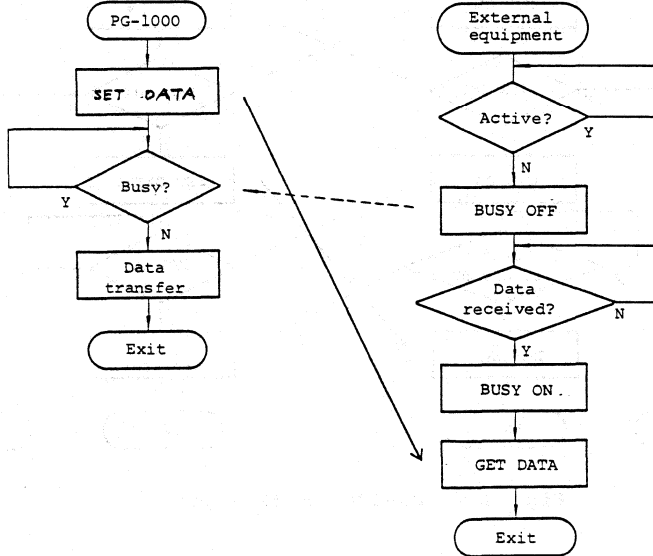 PG-1000
SET DATA
Busy?
Y
N
Data
transfer
Exit
External
equipment
Active?
Y
N
BUSY OFF
Data
received?
N
Y
BUSY ON.
GET DATA
Exit